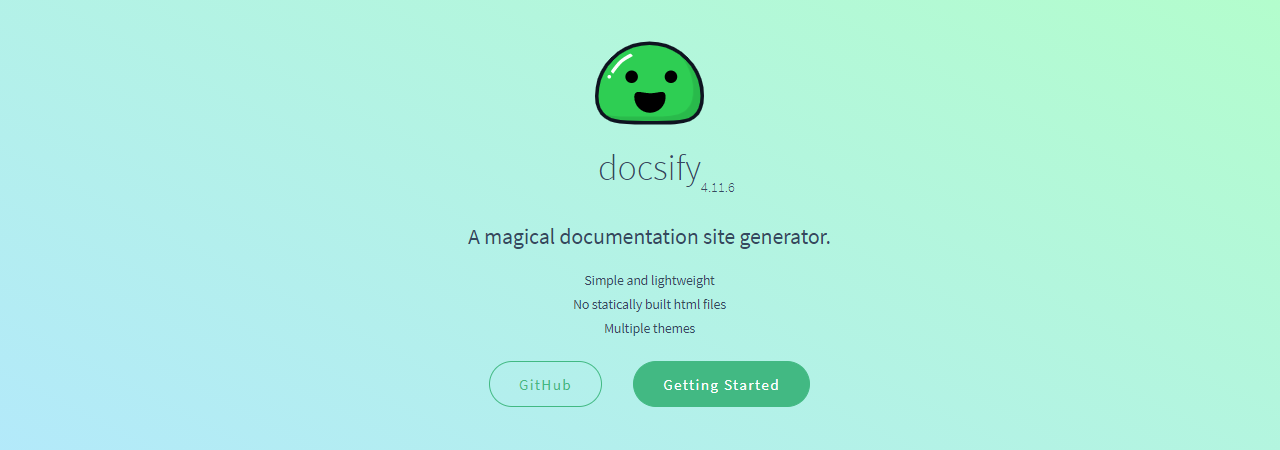 docsify 4.11.6
A magical documentation site generator.
Simple and lightweight
No statically built html files
Multiple themes
GitHub Getting Started